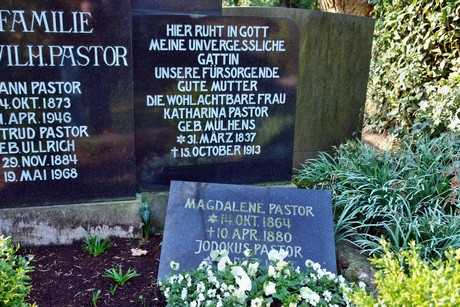 FAMILIE
WILH.PASTOR
ANN PASTOR
4.OKT. 1873
APR. 1946
TRUD PASTOR
GEB. ULLRICH
29.NOV. 1884
19. MAI 1968
HIER RUHT IN GOTT
MEINE UNVERGESSLICHE
GATTIN
UNSERE FÜRSORGENDE
GUTE MUTTER
DIE WOHLACHTBARE FRAU
KATHARINA PASTOR
GEB. MÜLHENS
*31. MÄRZ 1837
†15.OCTOBER 1913
MAGDALENE PASTOR
*14.OKT. 1864
†10 APR. 1880
JODOKUS PASTOR